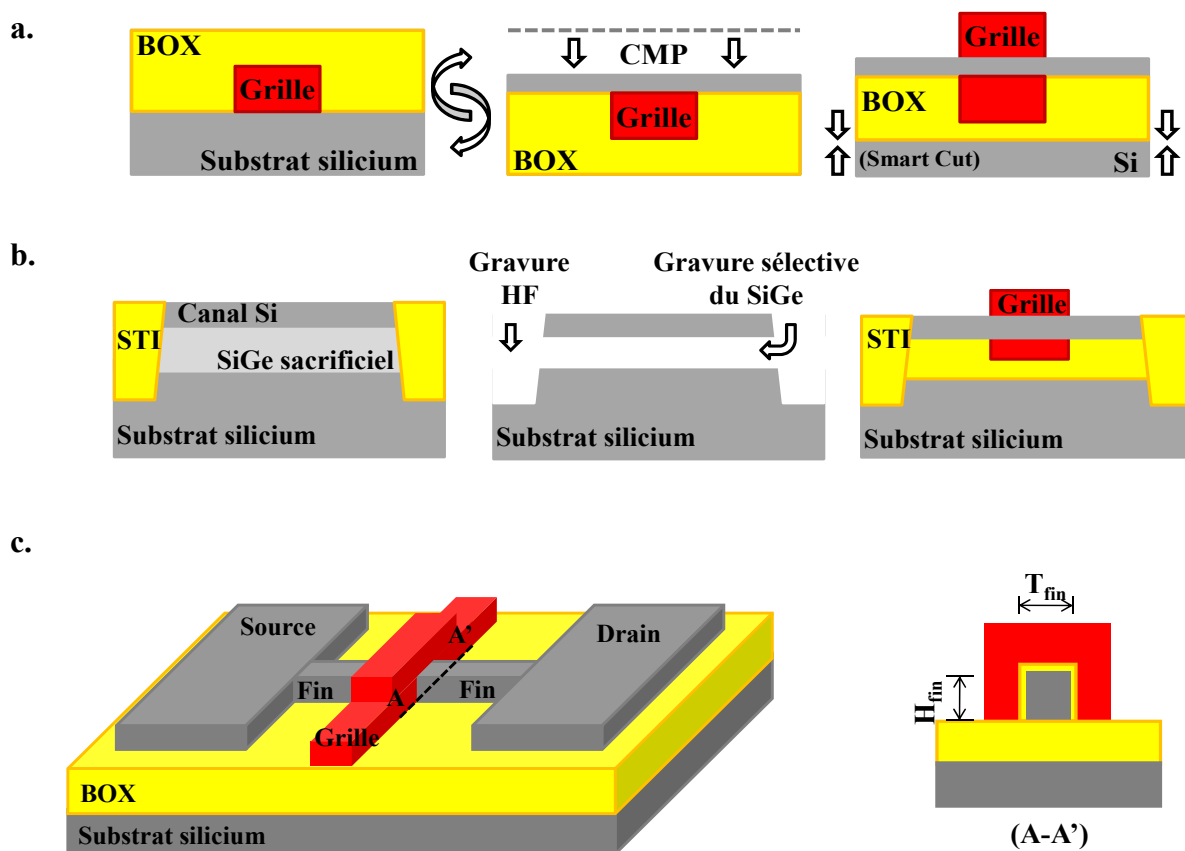 a.
BOX
Grille
Substrat silicium
CMP
Grille
BOX
Grille
BOX
(Smart Cut)
Si
b.
Canal Si
STI
SiGe sacrificiel
Substrat silicium
Gravure
HF
Gravure sélective
du SiGe
Substrat silicium
Grille
STI
Substrat silicium
c.
Source
A'
Drain
Fin
A
Fin
Grille
BOX
Substrat silicium
Tfin
Hfin
(A-A’)